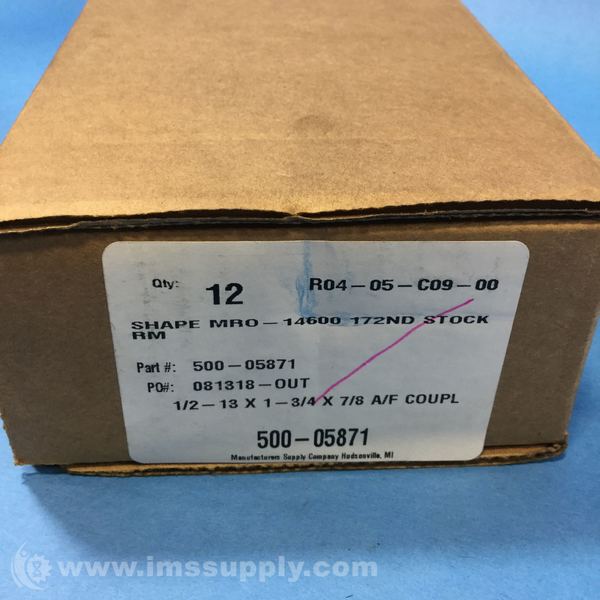 Qty: 12 R04-05-C09-00
SHAPE MRO-14600 172ND STOCK
RM
Part #: 500-05871
PO#: 081318-OUT
1/2-13 X 1-3/4 X 7/8 A/F COUPL
500-05871
Manufacturers Supply Company Hudsonville, MI
www.imssupply.com